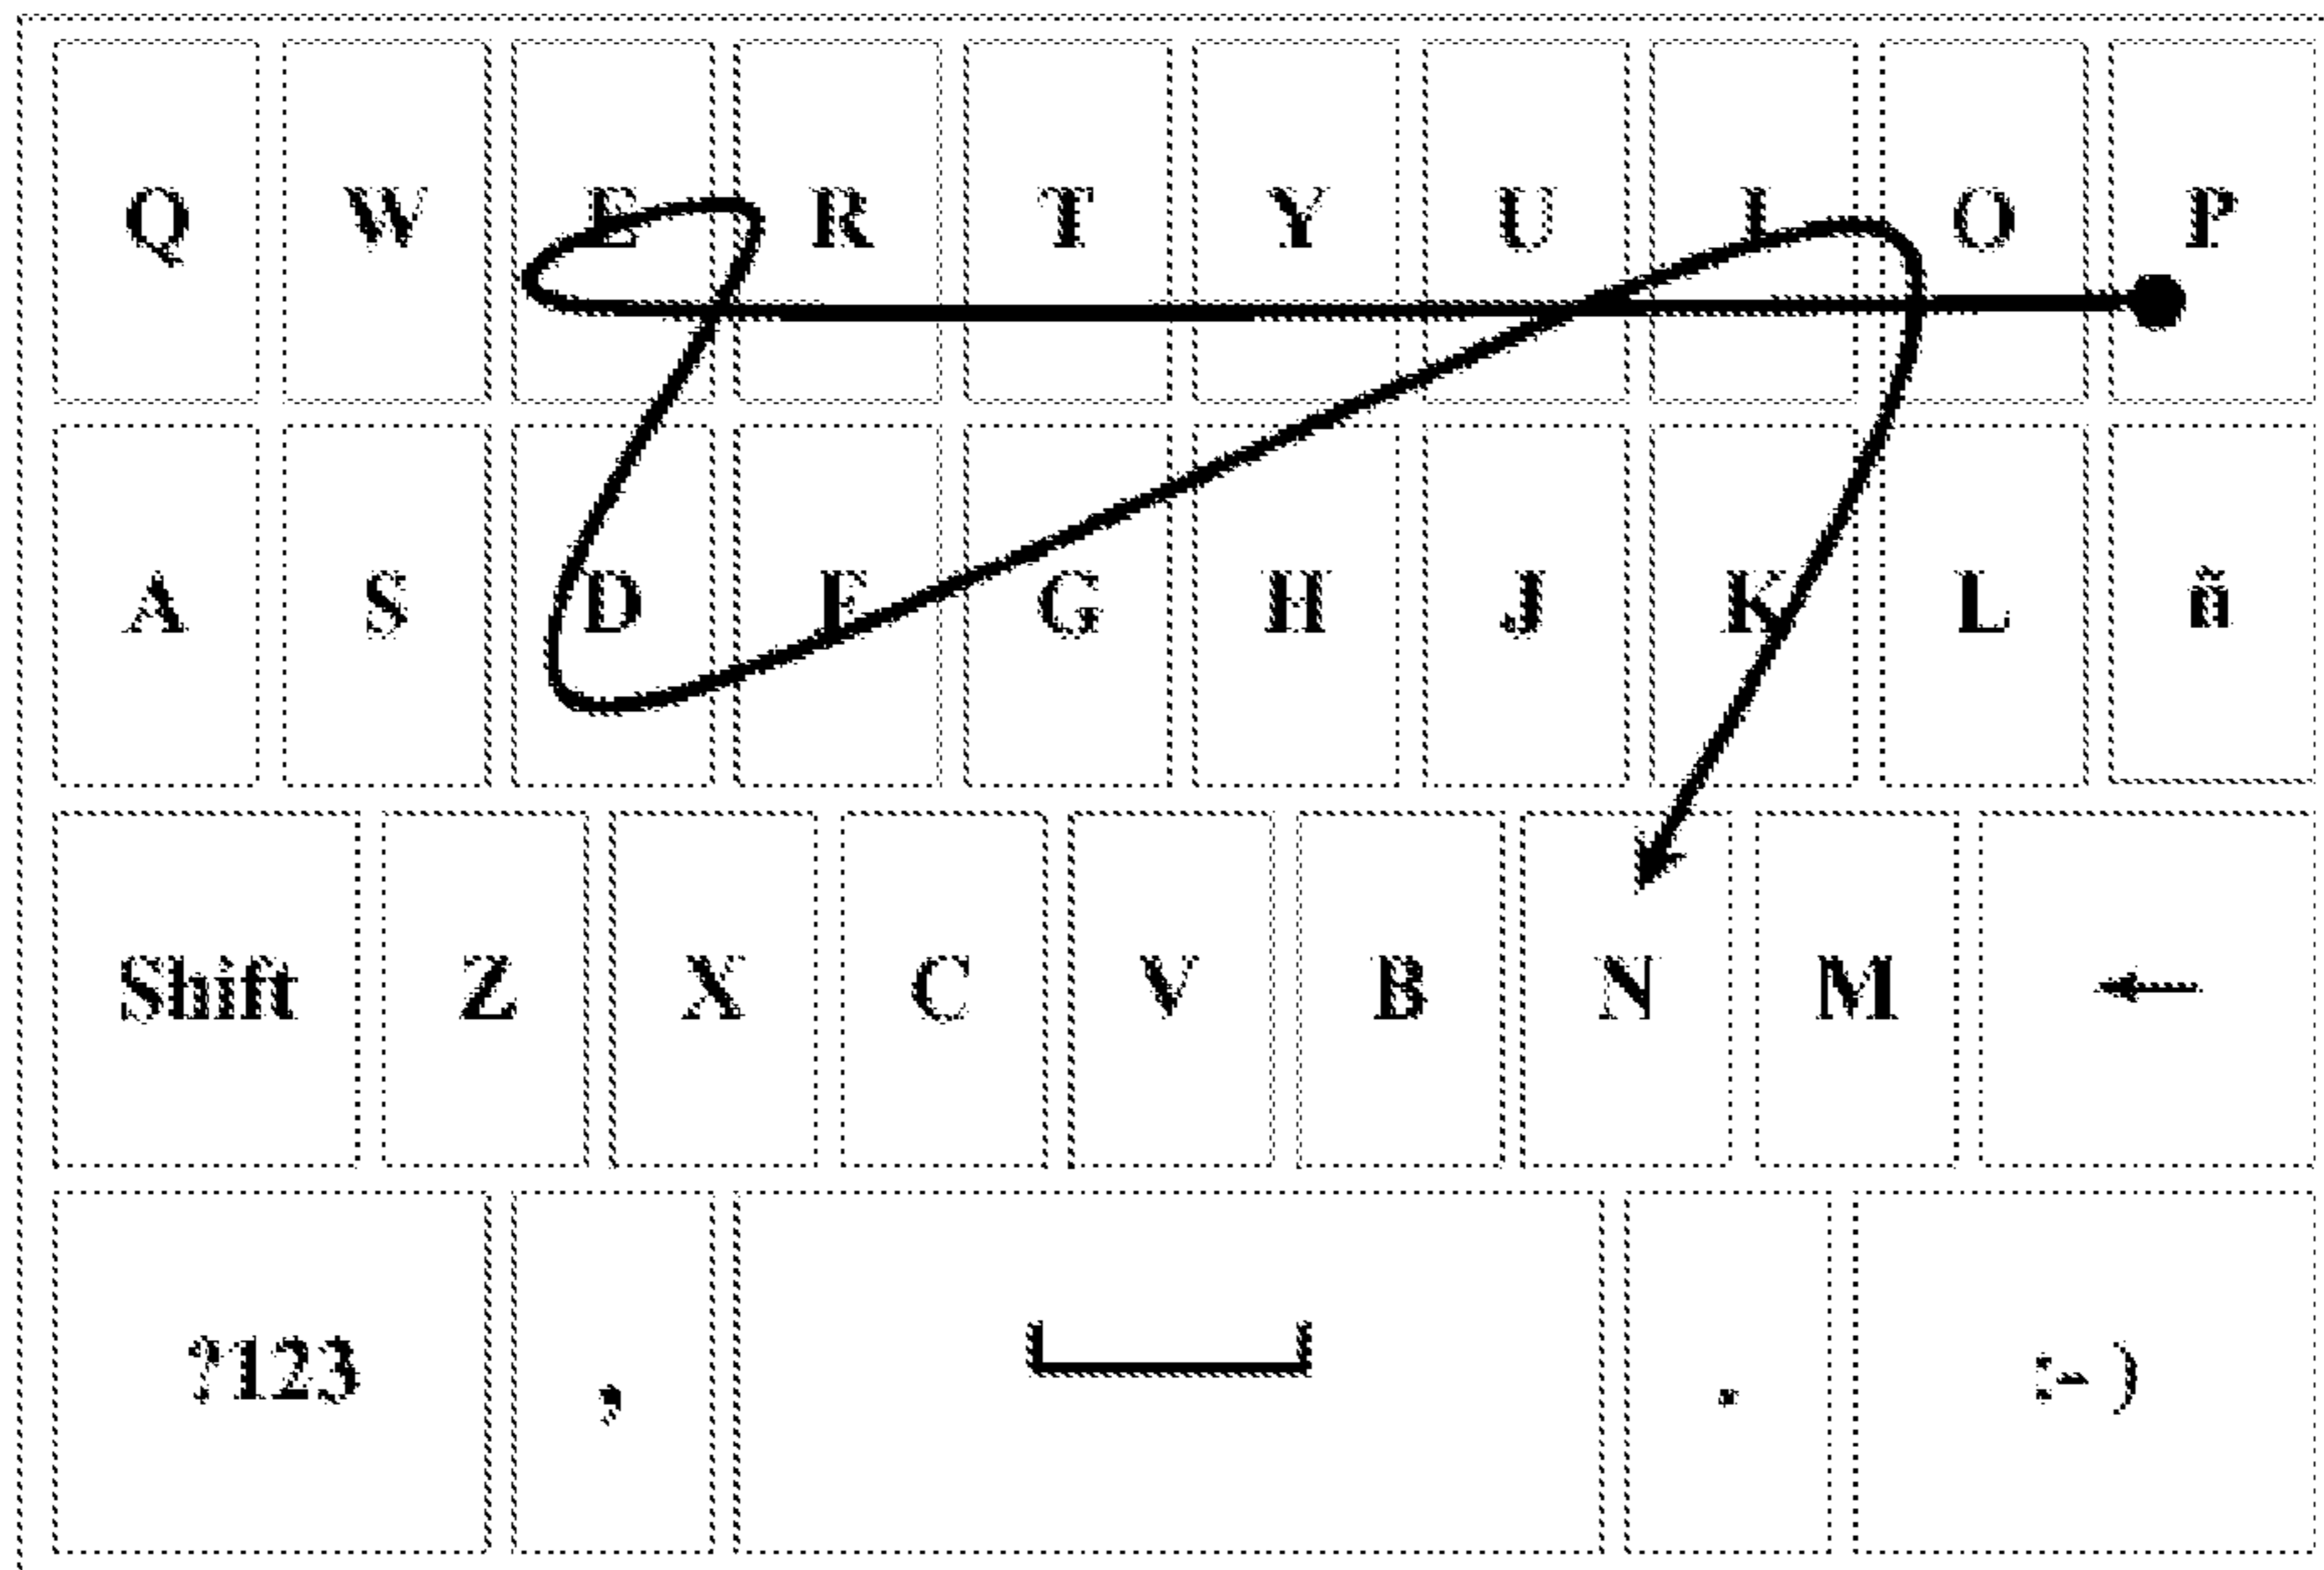 Q W E R T Y U I O P
A S D F G H J K L ñ
Shift Z X C V B N M ←
?123 , . :- )